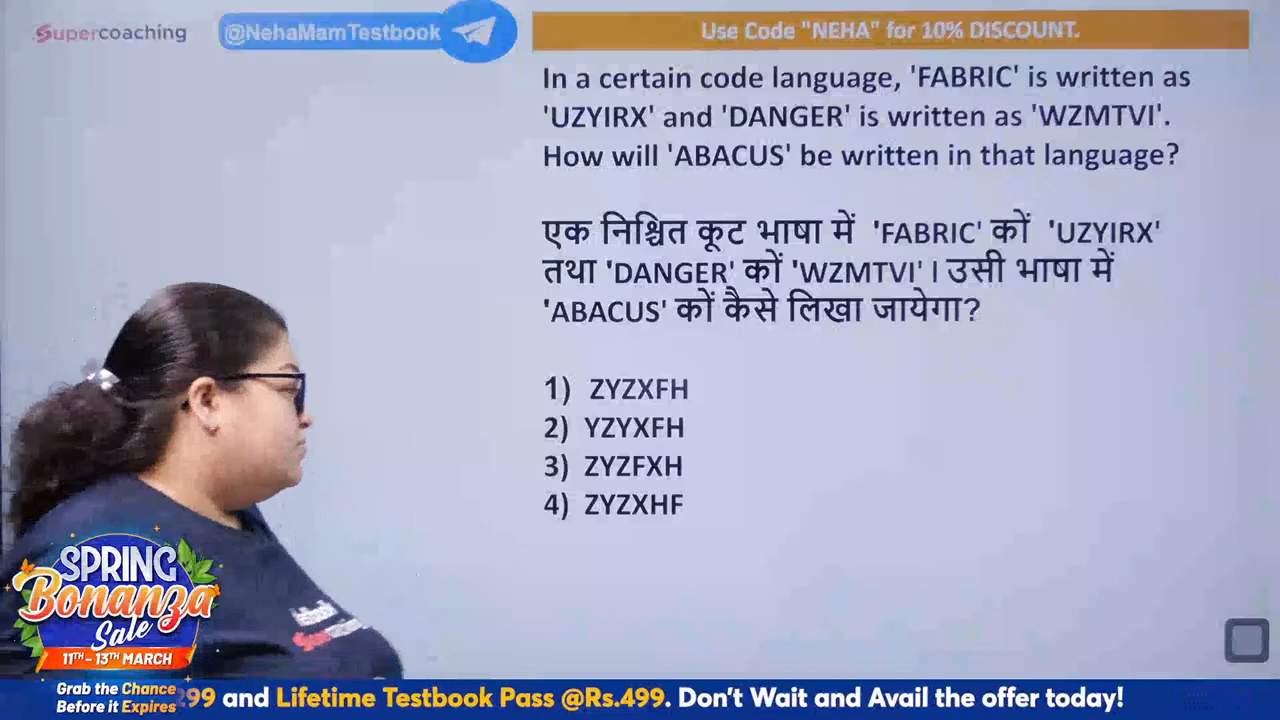 Supercoaching
@NehaMamTestbook
Use Code "NEHA" for 10% DISCOUNT.
In a certain code language, 'FABRIC' is written as
'UZYIRX' and 'DANGER' is written as 'WZMTVI'.
How will 'ABACUS' be written in that language?
एक निश्चित कूट भाषा में 'FABRIC' कों 'UZYIRX'
तथा 'DANGER' कों 'WZMTVI' । उसी भाषा में
'ABACUS' कों कैसे लिखा जायेगा?
1) ZYZXFH
2) YZYXFH
3) ZYZFXH
4) ZYZXHF
SPRING
Bonanza
Sale
11TH - 13TH MARCH
Grab the Chance
Before it Expires
99 and Lifetime Testbook Pass @Rs.499. Don't Wait and Avail the offer today!